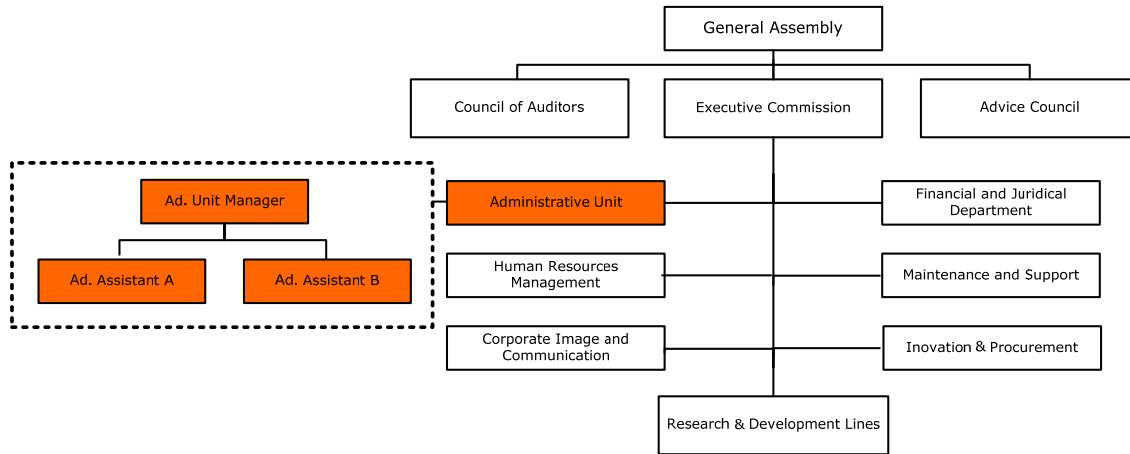 General Assembly
Council of Auditors
Executive Commission
Advice Council
Ad. Unit Manager
Administrative Unit
Financial and Juridical
Department
Ad. Assistant A
Ad. Assistant B
Human Resources
Management
Maintenance and Support
Corporate Image and
Communication
Inovation & Procurement
Research & Development Lines